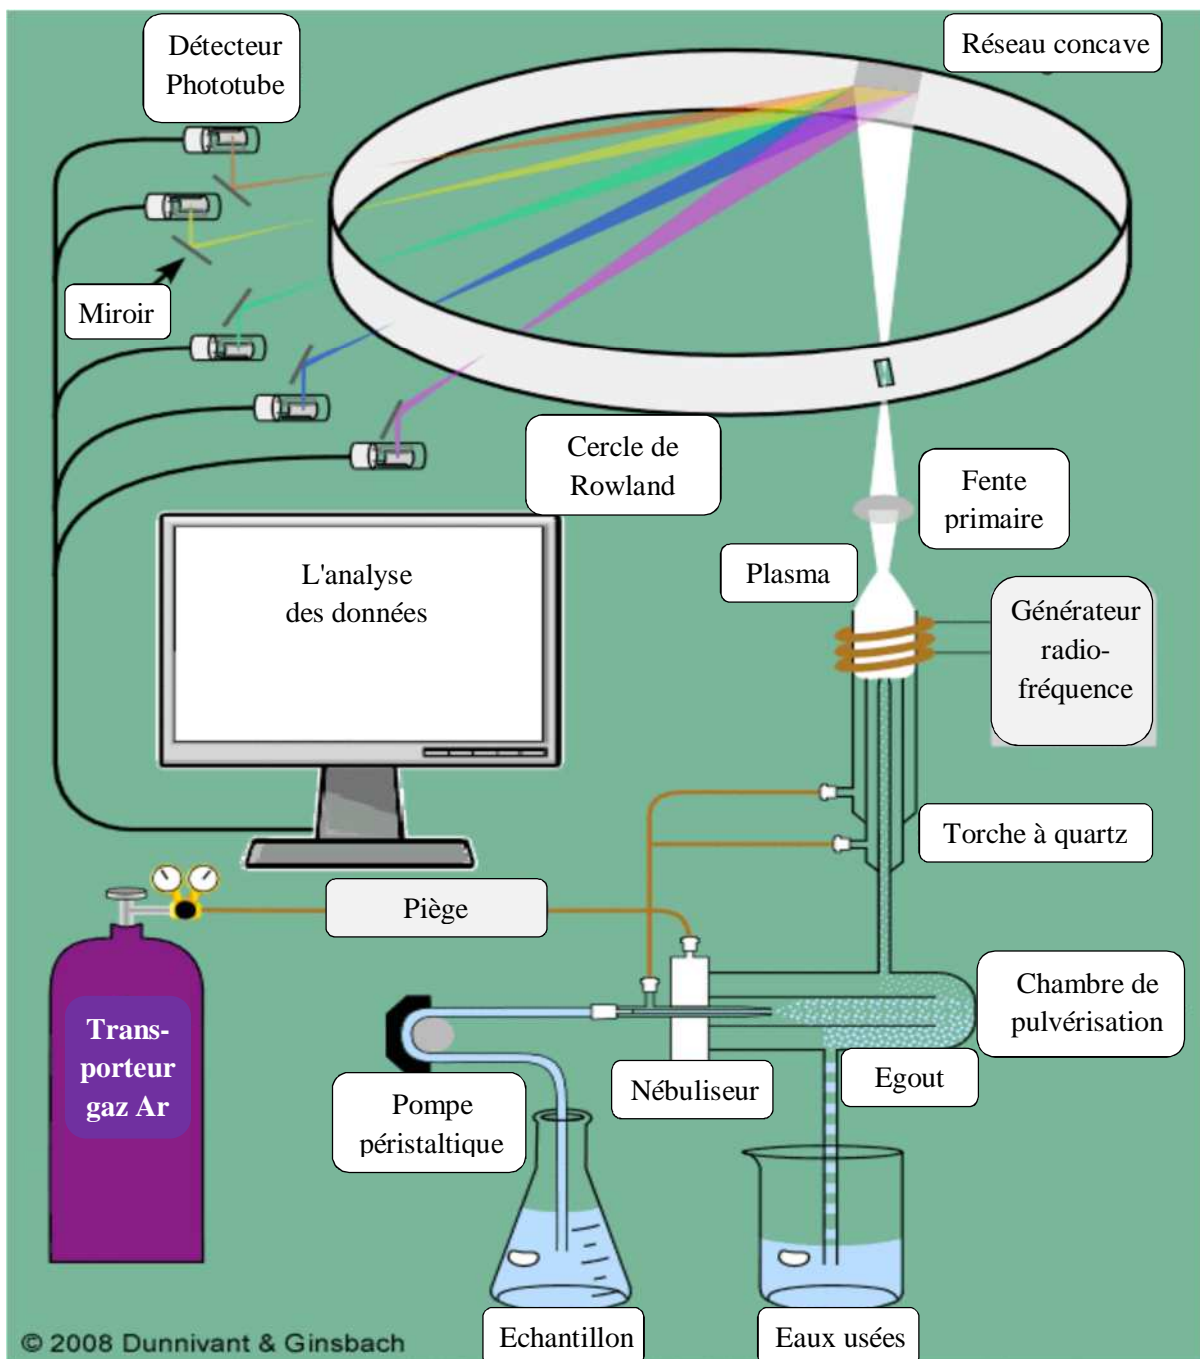 Détecteur
Phototube
Réseau concave
Miroir
Cercle de
Rowland
Fente
primaire
Plasma
L'analyse
des données
Générateur
radio-
fréquence
Torche à quartz
Piège
Trans-
porteur
gaz Ar
Chambre de
pulvérisation
Nébuliseur
Egout
Pompe
péristaltique
Echantillon
Eaux usées
© 2008 Dunnivant & Ginsbach